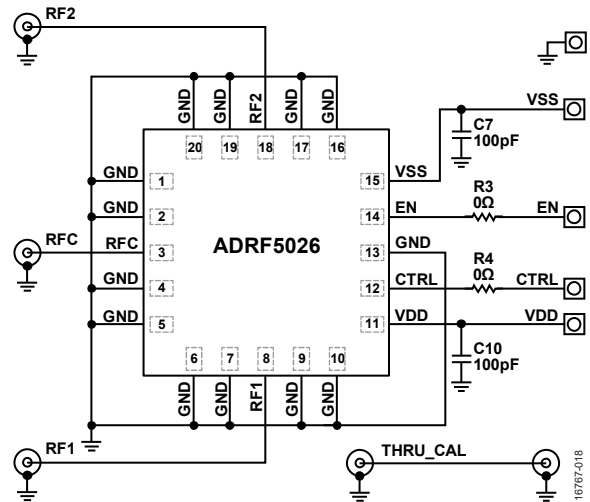 RF2
GND
GND
RF2
GND
GND
20
19
18
17
16
VSS
C7
100pF
GND
1
15
VSS
R3
0Ω
GND
2
14
EN
EN
RFC
RFC
3
ADRF5026
13
GND
R4
0Ω
GND
4
12
CTRL
CTRL
GND
5
11
VDD
VDD
6
7
8
9
10
C10
100pF
GND
GND
RF1
GND
GND
RF1
THRU_CAL
16767-018